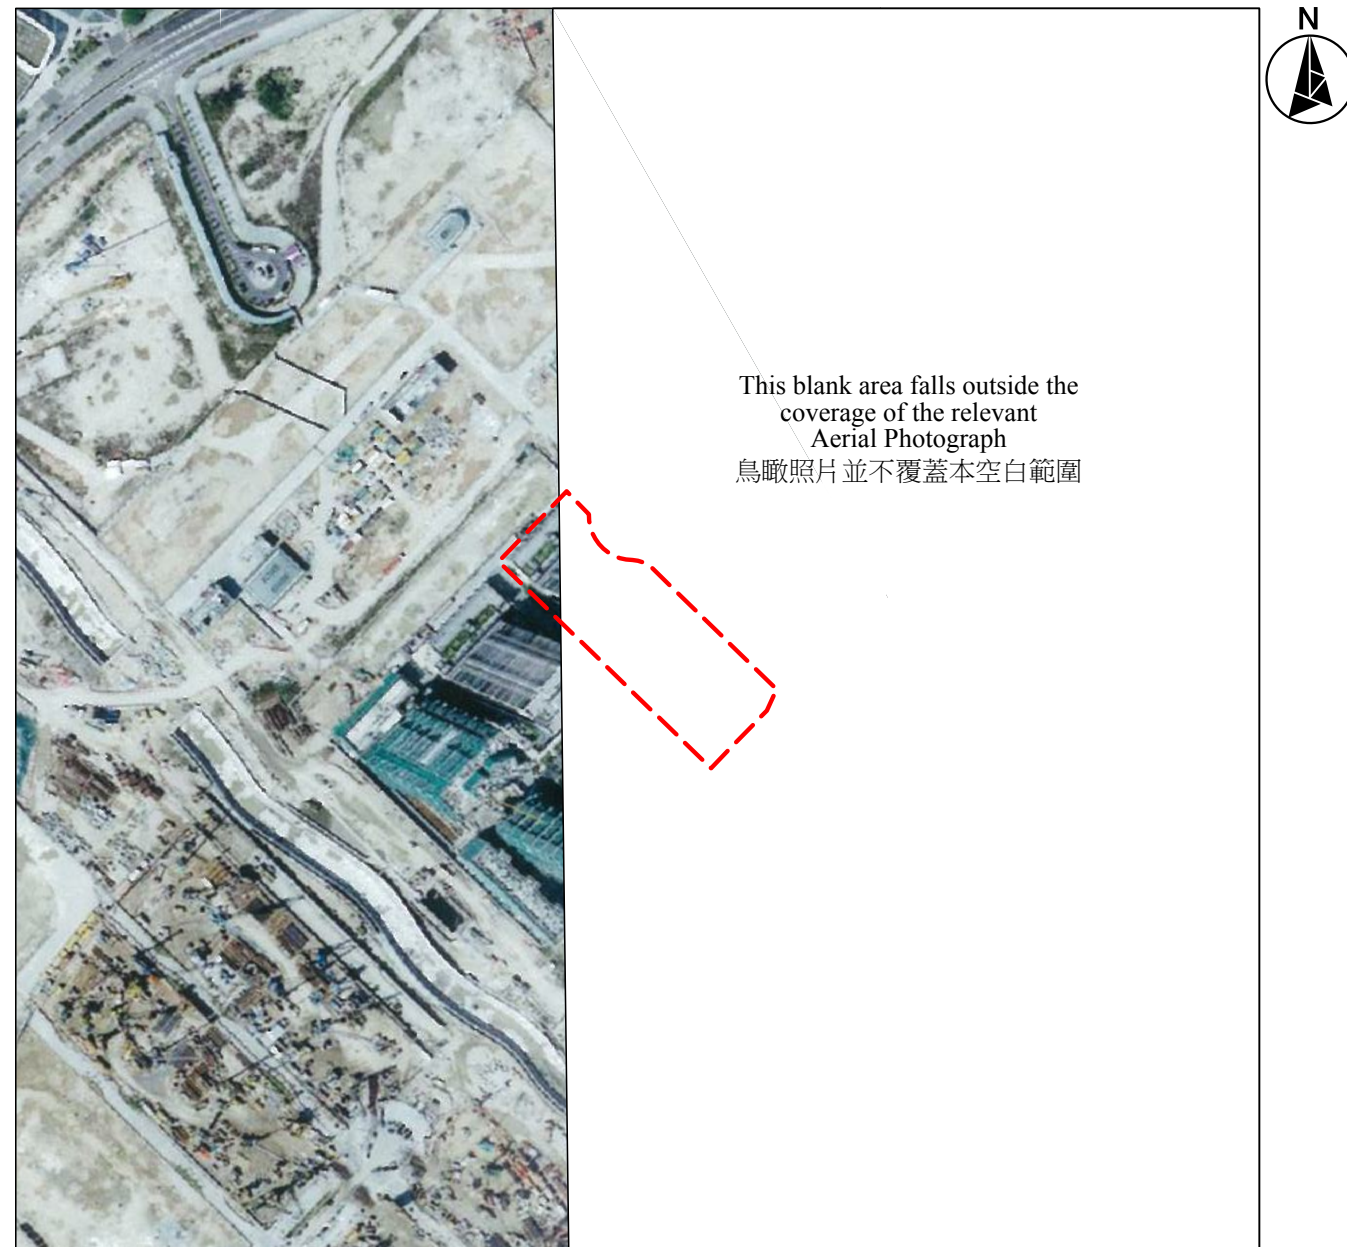 N
This blank area falls outside the
coverage of the relevant
Aerial Photograph
鳥瞰照片並不覆蓋本空白範圍